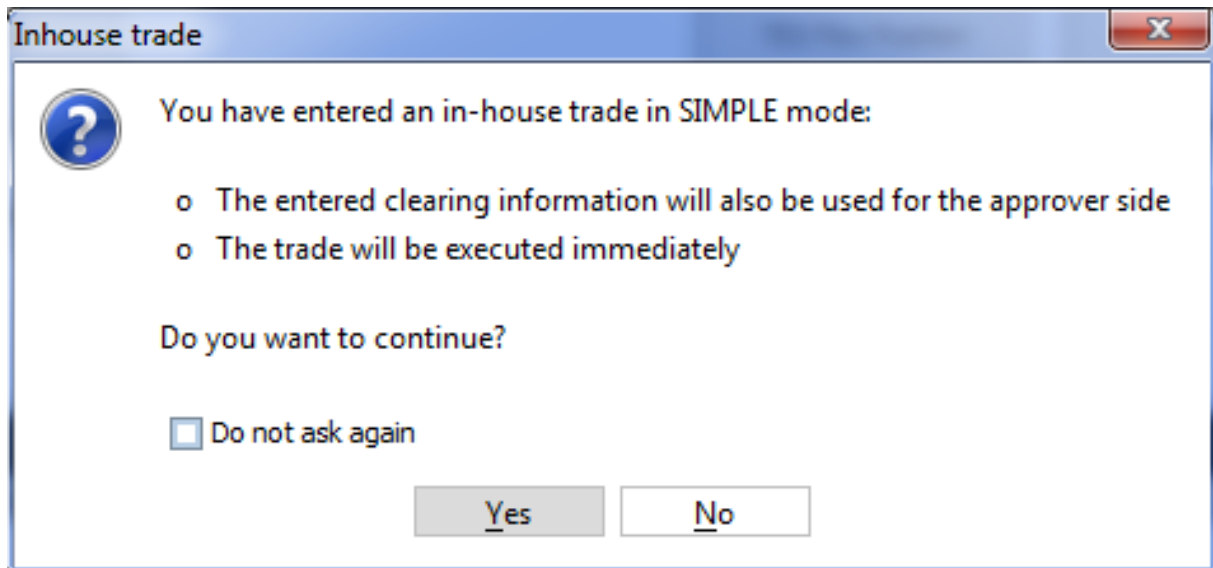 Inhouse trade
You have entered an in-house trade in SIMPLE mode:
o The entered clearing information will also be used for the approver side
o The trade will be executed immediately
Do you want to continue?
Do not ask again
Yes No